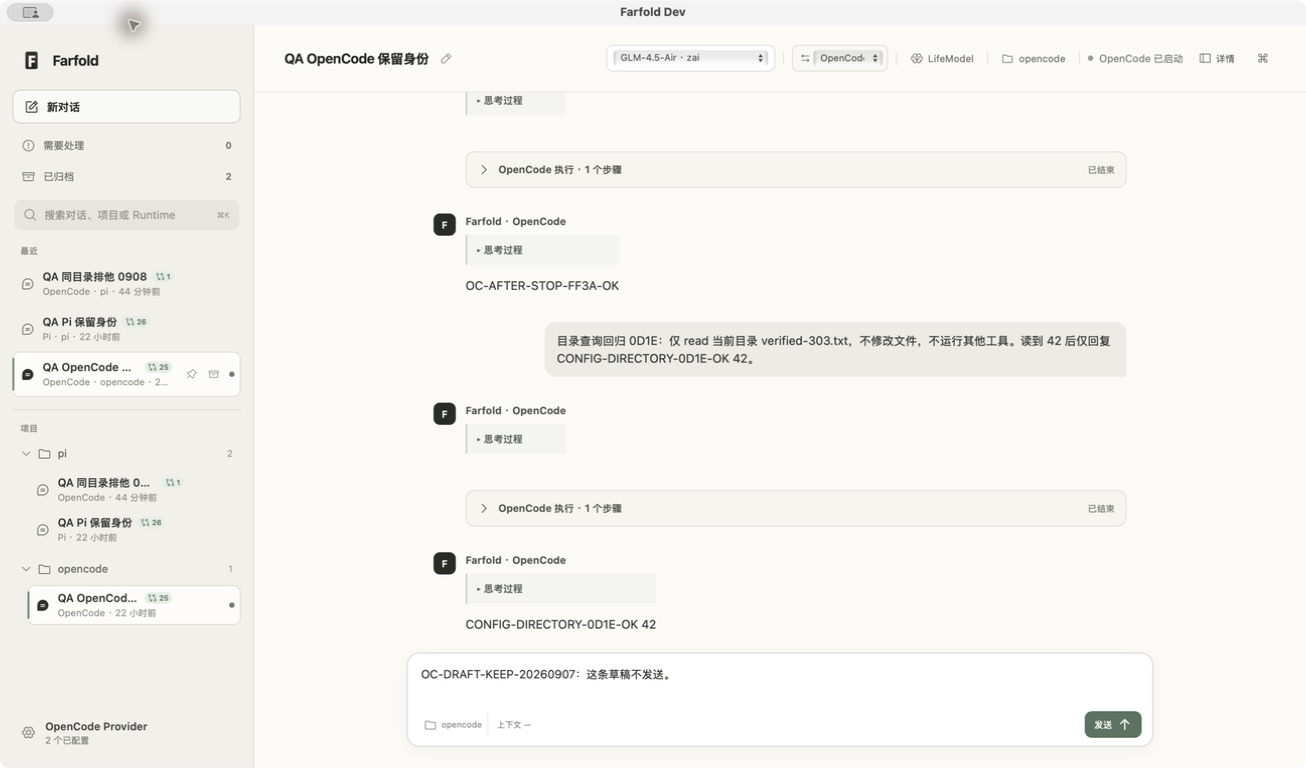 Farfold Dev
F Farfold
新对话
需要处理 0
已归档 2
搜索对话、项目或 Runtime ⌘K
最近
QA 同目录排他 0908 1
OpenCode · pi · 44 分钟前
QA Pi 保留身份 26
Pi · pi · 22 小时前
QA OpenCode ... 25
OpenCode · opencode · 2...
项目
pi 2
QA 同目录排他 0... 1
OpenCode · 44 分钟前
QA Pi 保留身份 26
Pi · 22 小时前
opencode 1
QA OpenCod... 25
OpenCode · 22 小时前
OpenCode Provider
2 个已配置
QA OpenCode 保留身份
GLM-4.5-Air · zai
OpenCode
LifeModel
opencode
OpenCode 已启动
详情
⌘
思考过程
OpenCode 执行 · 1 个步骤 已结束
F Farfold · OpenCode
思考过程
OC-AFTER-STOP-FF3A-OK
目录查询回归 0D1E：仅 read 当前目录 verified-303.txt，不修改文件，不运行其他工具。读到 42 后仅回复
CONFIG-DIRECTORY-0D1E-OK 42。
F Farfold · OpenCode
思考过程
OpenCode 执行 · 1 个步骤 已结束
F Farfold · OpenCode
思考过程
CONFIG-DIRECTORY-0D1E-OK 42
OC-DRAFT-KEEP-20260907：这条草稿不发送。
opencode 上下文 —
发送